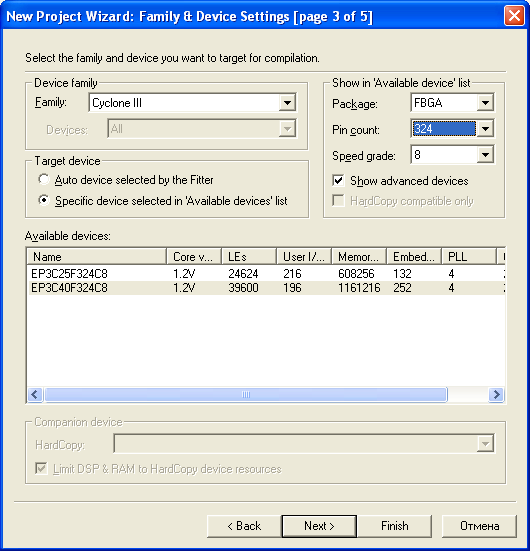 New Project Wizard: Family & Device Settings [page 3 of 5]
Select the family and device you want to target for compilation.
Device family
Family: Cyclone III
Devices: All
Show in 'Available device' list
Package: FBGA
Pin count: 324
Speed grade: 8
Show advanced devices
HardCopy compatible only
Target device
Auto device selected by the Fitter
Specific device selected in 'Available devices' list
Available devices:
Name Core v... LEs User I/... Memor... Embed... PLL
EP3C25F324C8 1.2V 24624 216 608256 132 4
EP3C40F324C8 1.2V 39600 196 1161216 252 4
Companion device
HardCopy:
Limit DSP & RAM to HardCopy device resources
< Back Next > Finish Отмена